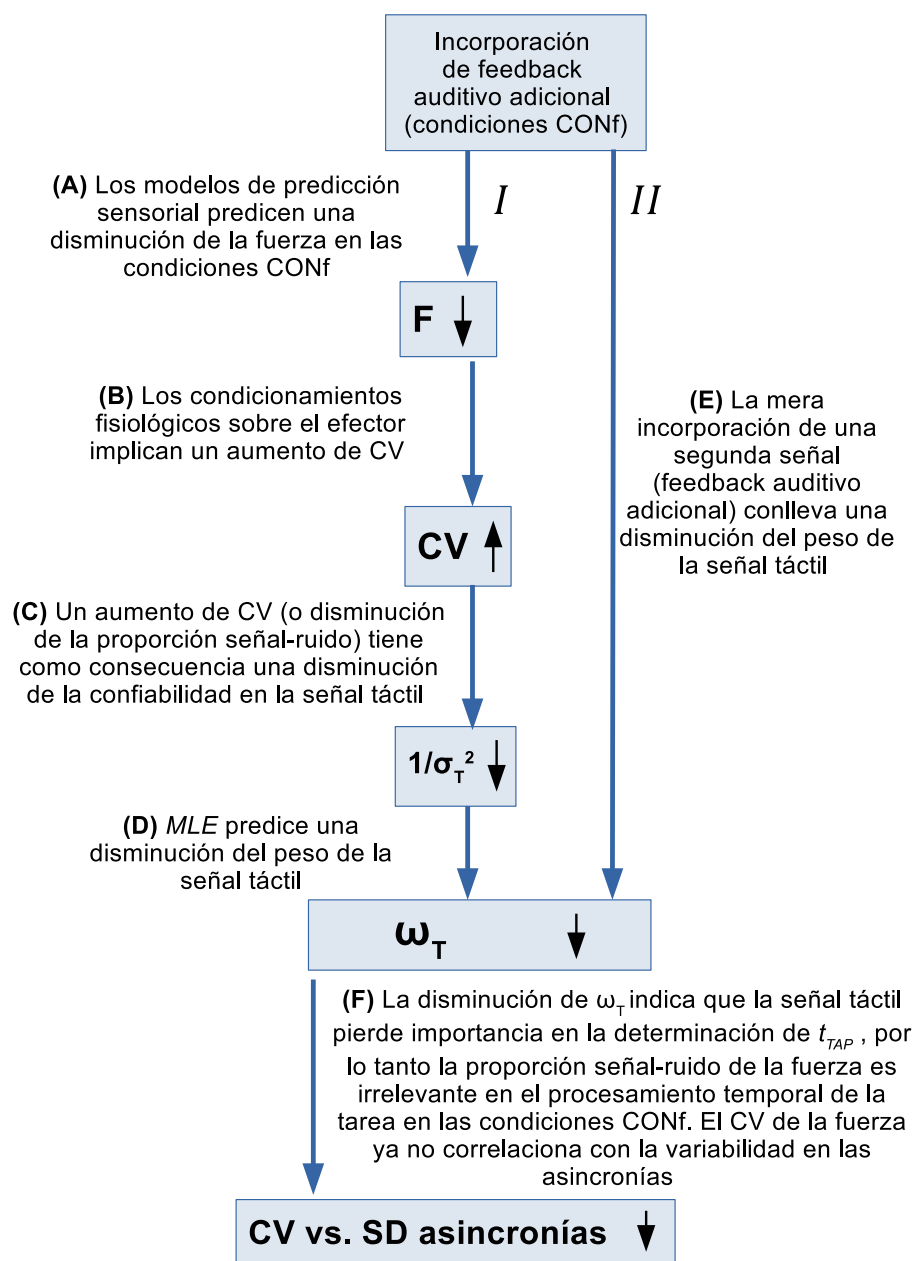 Incorporación
de feedback
auditivo adicional
(condiciones CONf)
(A) Los modelos de predicción
sensorial predicen una
disminución de la fuerza en las
condiciones CONf
I
II
F
(B) Los condicionamientos
fisiológicos sobre el efector
implican un aumento de CV
(E) La mera
incorporación de una
segunda señal
(feedback auditivo
adicional) conlleva una
disminución del peso de
la señal táctil
CV
(C) Un aumento de CV (o disminución
de la proporción señal-ruido) tiene
como consecuencia una disminución
de la confiabilidad en la señal táctil
1/σ_T²
(D) MLE predice una
disminución del peso de la
señal táctil
ω_T
(F) La disminución de ω_T indica que la señal táctil
pierde importancia en la determinación de t_TAP , por
lo tanto la proporción señal-ruido de la fuerza es
irrelevante en el procesamiento temporal de la
tarea en las condiciones CONf. El CV de la fuerza
ya no correlaciona con la variabilidad en las
asincronías
CV vs. SD asincronías